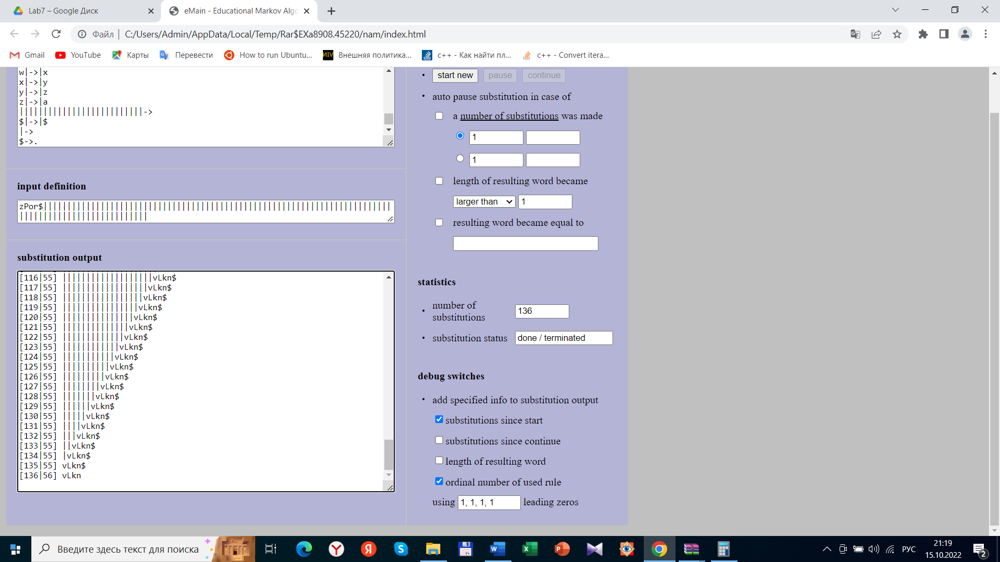 Lab7 – Google Диск
eMain - Educational Markov Algo
Файл
C:/Users/Admin/AppData/Local/Temp/Rar$EXa8908.45220/nam/index.html
Gmail
YouTube
Карты
Перевести
How to run Ubuntu...
Внешняя политика...
c++ - Как найти пл...
c++ - Convert itera...
w|->|x
x|->|y
y|->|z
z|->|a
||||||||||||||||||||||||||->
$|->|$
|->
$->.
input definition
substitution output
[116|55] |||||||||||||||||||vLkn$
[117|55] ||||||||||||||||||vLkn$
[118|55] |||||||||||||||||vLkn$
[119|55] ||||||||||||||||vLkn$
[120|55] |||||||||||||||vLkn$
[121|55] ||||||||||||||vLkn$
[122|55] |||||||||||||vLkn$
[123|55] ||||||||||||vLkn$
[124|55] |||||||||||vLkn$
[125|55] ||||||||||vLkn$
[126|55] |||||||||vLkn$
[127|55] ||||||||vLkn$
[128|55] |||||||vLkn$
[129|55] ||||||vLkn$
[130|55] |||||vLkn$
[131|55] ||||vLkn$
[132|55] |||vLkn$
[133|55] ||vLkn$
[134|55] |vLkn$
[135|55] vLkn$
[136|56] vLkn
start new
pause
continue
auto pause substitution in case of
a number of substitutions was made
1
1
length of resulting word became
larger than
1
resulting word became equal to
statistics
number of
substitutions
136
substitution status
done / terminated
debug switches
add specified info to substitution output
substitutions since start
substitutions since continue
length of resulting word
ordinal number of used rule
using 1, 1, 1, 1 leading zeros
Введите здесь текст для поиска
РУС
21:19
15.10.2022
2